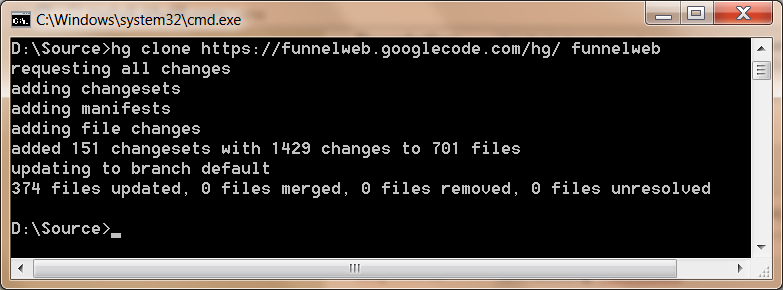 C:\Windows\system32\cmd.exe
D:\Source>hg clone https://funnelweb.googlecode.com/hg/ funnelweb
requesting all changes
adding changesets
adding manifests
adding file changes
added 151 changesets with 1429 changes to 701 files
updating to branch default
374 files updated, 0 files merged, 0 files removed, 0 files unresolved
D:\Source>_